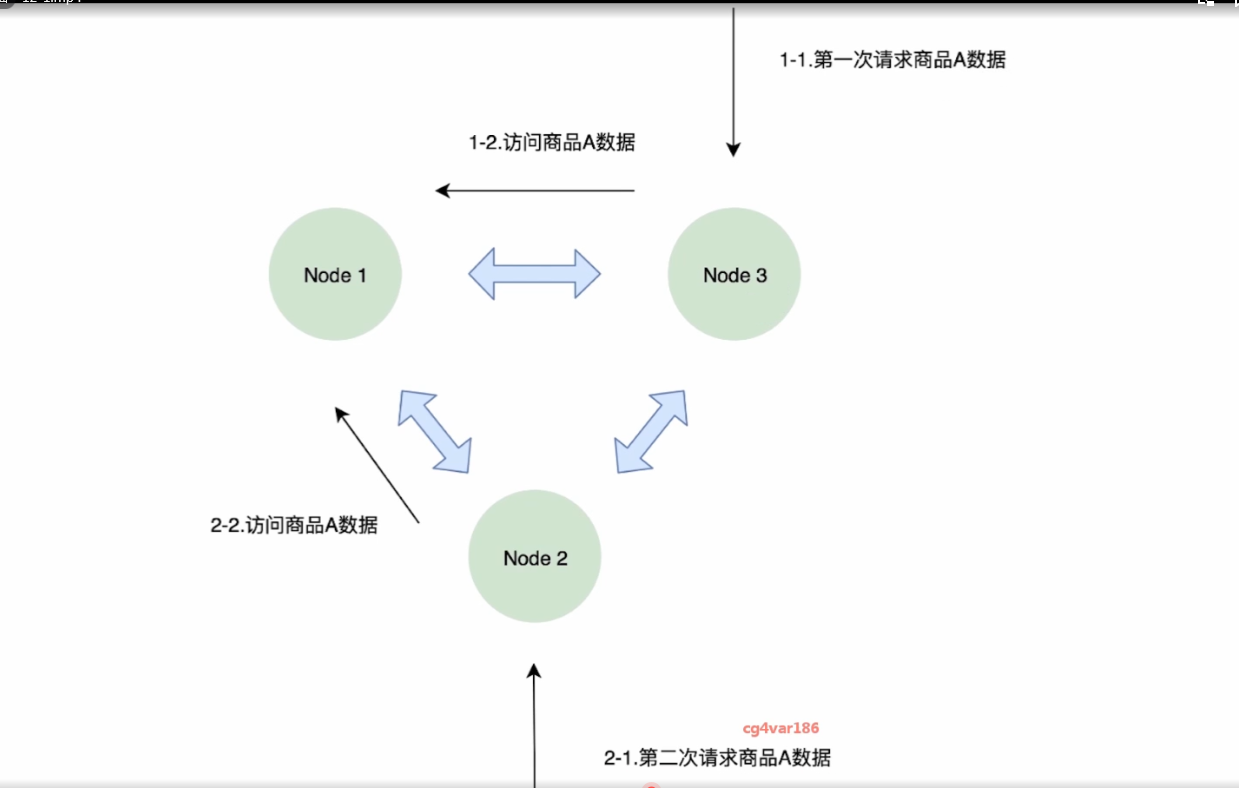 1-1.第一次请求商品A数据
1-2.访问商品A数据
Node 1
Node 3
2-2.访问商品A数据
Node 2
cg4var186
2-1.第二次请求商品A数据